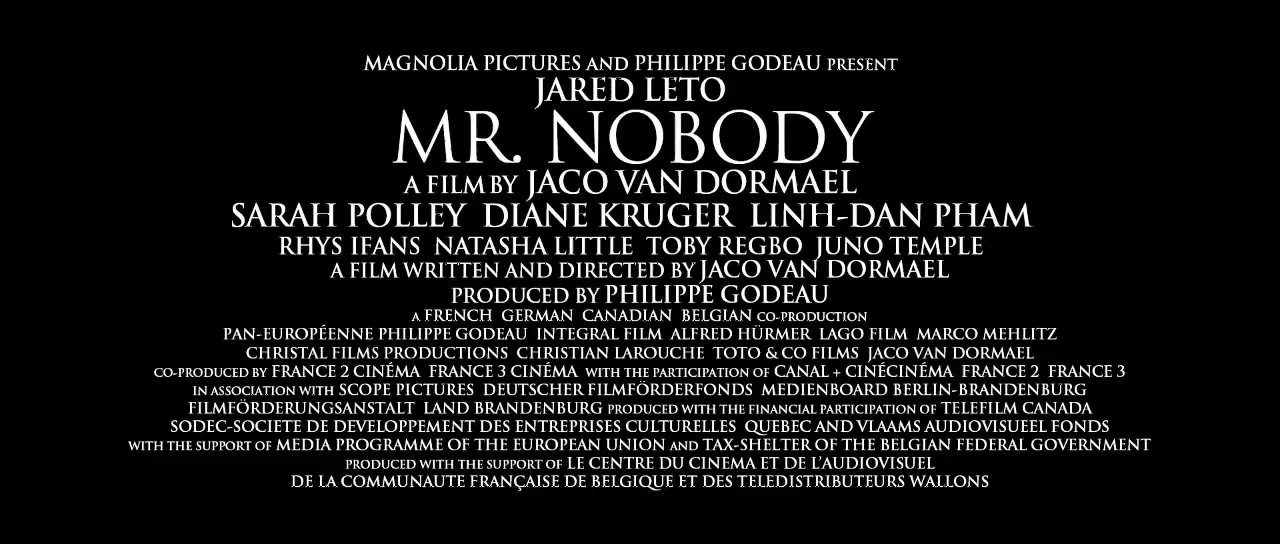 MAGNOLIA PICTURES AND PHILIPPE GODEAU PRESENT
JARED LETO
MR. NOBODY
A FILM BY JACO VAN DORMAEL
SARAH POLLEY DIANE KRUGER LINH-DAN PHAM
RHYS IFANS NATASHA LITTLE TOBY REGBO JUNO TEMPLE
A FILM WRITTEN AND DIRECTED BY JACO VAN DORMAEL
PRODUCED BY PHILIPPE GODEAU
A FRENCH GERMAN CANADIAN BELGIAN CO-PRODUCTION
PAN-EUROPÉENNE PHILIPPE GODEAU INTEGRAL FILM ALFRED HÜRMER LAGO FILM MARCO MEHLITZ
CHRISTAL FILMS PRODUCTIONS CHRISTIAN LAROUCHE TOTO & CO FILMS JACO VAN DORMAEL
CO-PRODUCED BY FRANCE 2 CINÉMA FRANCE 3 CINÉMA WITH THE PARTICIPATION OF CANAL + CINÉCINÉMA FRANCE 2 FRANCE 3
IN ASSOCIATION WITH SCOPE PICTURES DEUTSCHER FILMFÖRDERFONDS MEDIENBOARD BERLIN-BRANDENBURG
FILMFÖRDERUNGSANSTALT LAND BRANDENBURG PRODUCED WITH THE FINANCIAL PARTICIPATION OF TELEFILM CANADA
SODEC-SOCIETE DE DEVELOPPEMENT DES ENTREPRISES CULTURELLES QUEBEC AND VLAAMS AUDIOVISUEEL FONDS
WITH THE SUPPORT OF MEDIA PROGRAMME OF THE EUROPEAN UNION AND TAX-SHELTER OF THE BELGIAN FEDERAL GOVERNMENT
PRODUCED WITH THE SUPPORT OF LE CENTRE DU CINEMA ET DE L'AUDIOVISUEL
DE LA COMMUNAUTE FRANÇAISE DE BELGIQUE ET DES TELEDISTRIBUTEURS WALLONS